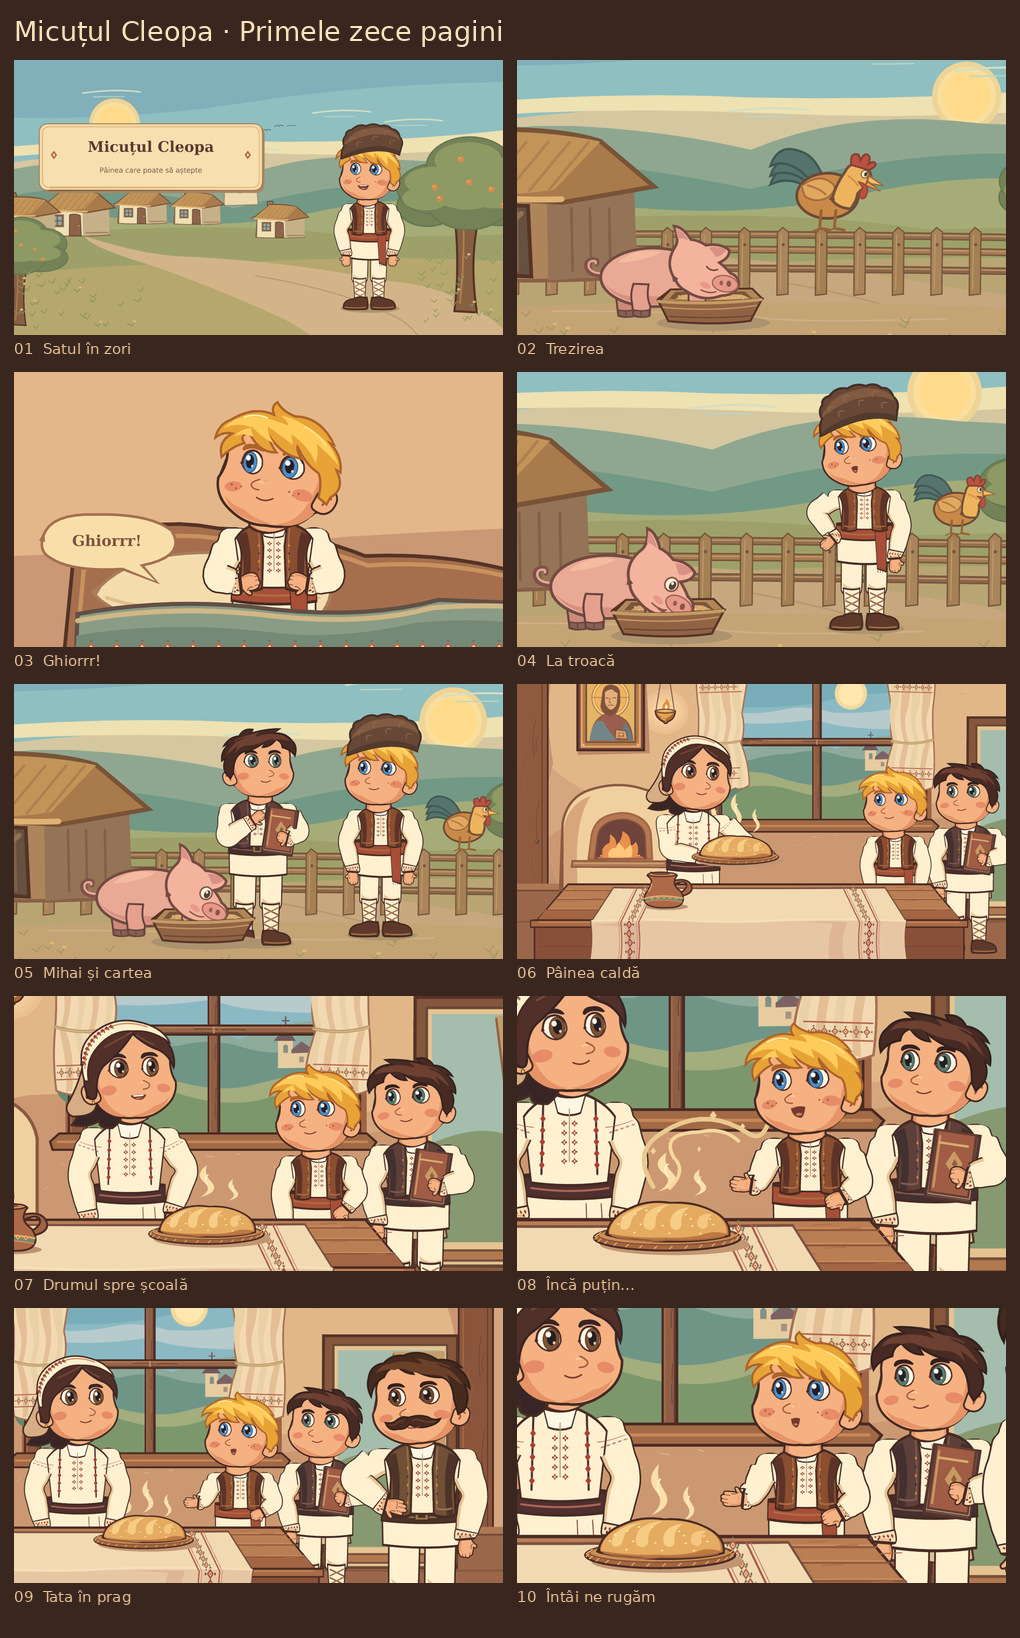 Micuțul Cleopa · Primele zece pagini
Micuțul Cleopa
Pâinea care poate să aștepte
01 Satul în zori
02 Trezirea
Ghiorrr!
03 Ghiorrr!
04 La troacă
05 Mihai și cartea
06 Pâinea caldă
07 Drumul spre școală
08 Încă puțin...
09 Tata în prag
10 Întâi ne rugăm